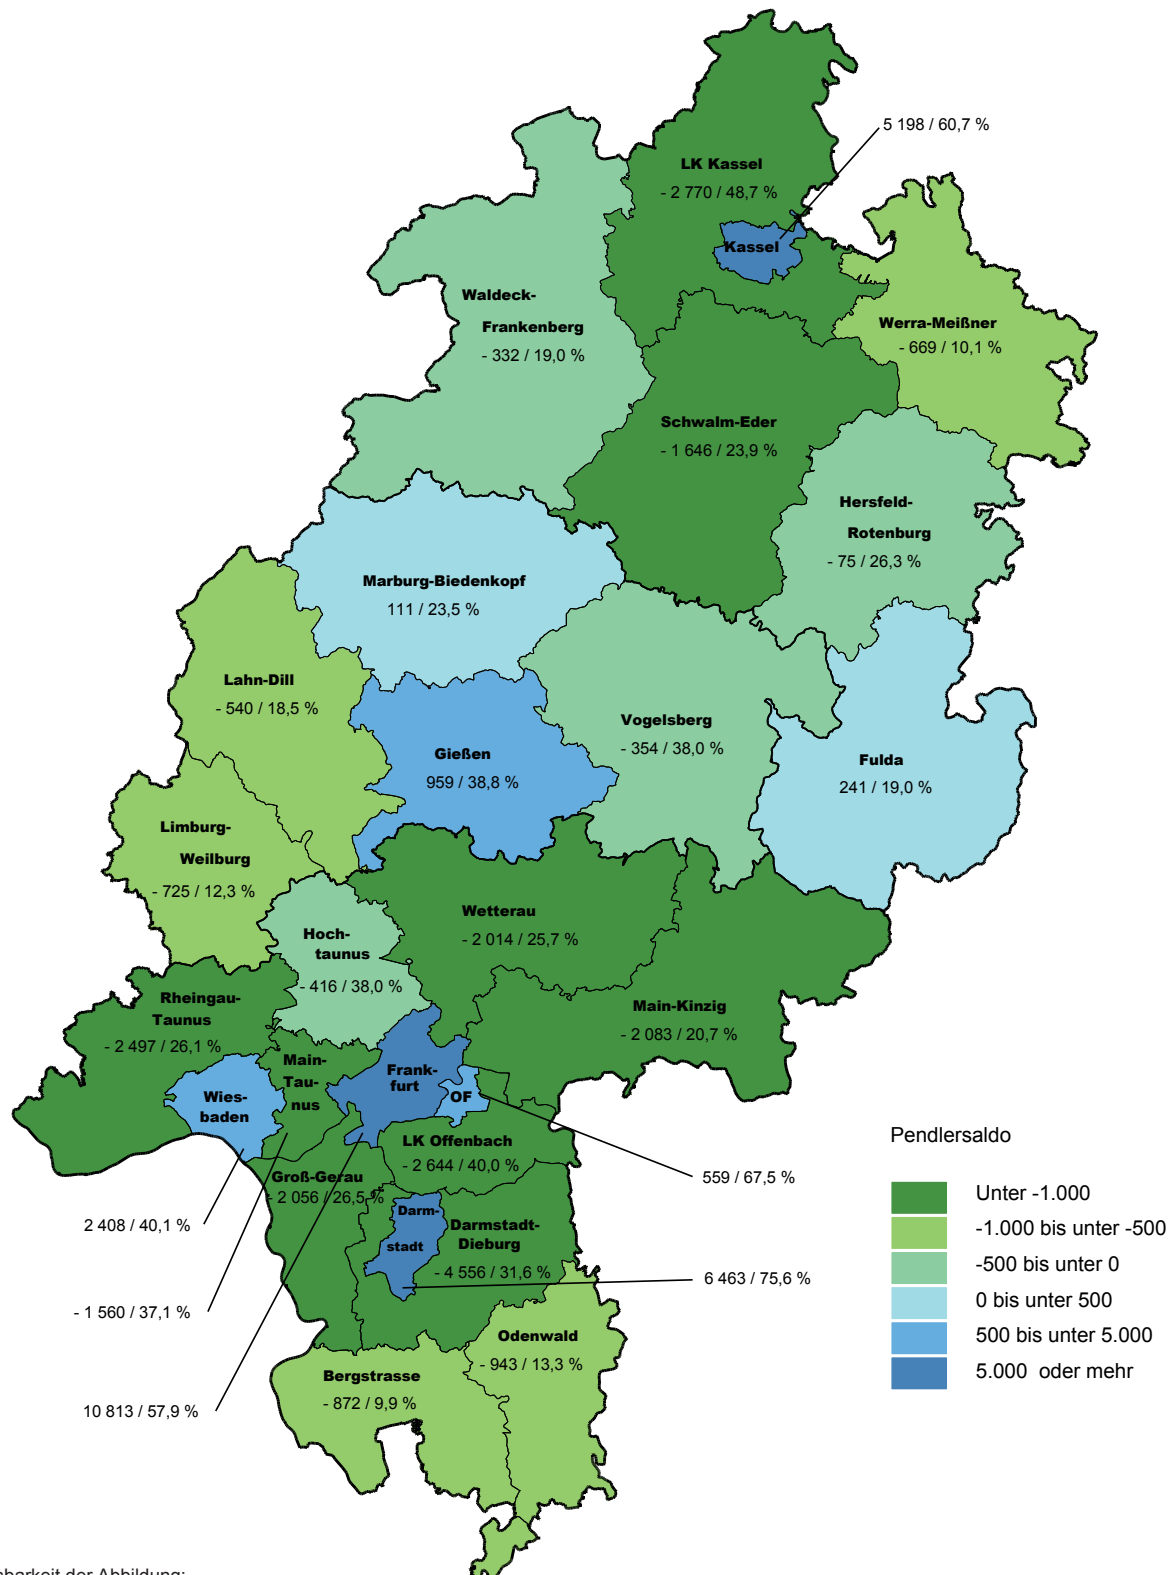 5 198 / 60,7 %
LK Kassel
- 2 770 / 48,7 %
Kassel
Waldeck-
Frankenberg
- 332 / 19,0 %
Werra-Meißner
- 669 / 10,1 %
Schwalm-Eder
- 1 646 / 23,9 %
Hersfeld-
Rotenburg
- 75 / 26,3 %
Marburg-Biedenkopf
111 / 23,5 %
Lahn-Dill
- 540 / 18,5 %
Vogelsberg
- 354 / 38,0 %
Gießen
959 / 38,8 %
Fulda
241 / 19,0 %
Limburg-
Weilburg
- 725 / 12,3 %
Wetterau
- 2 014 / 25,7 %
Hoch-
taunus
- 416 / 38,0 %
Rheingau-
Taunus
- 2 497 / 26,1 %
Main-Kinzig
- 2 083 / 20,7 %
Main-
Tau-
nus
Frank-
furt
Wies-
baden
OF
LK Offenbach
- 2 644 / 40,0 %
Groß-Gerau
- 2 056 / 26,5 %
559 / 67,5 %
Darm-
stadt
Darmstadt-
Dieburg
- 4 556 / 31,6 %
2 408 / 40,1 %
6 463 / 75,6 %
- 1 560 / 37,1 %
Odenwald
- 943 / 13,3 %
Bergstrasse
- 872 / 9,9 %
10 813 / 57,9 %
Pendlersaldo
Unter -1.000
-1.000 bis unter -500
-500 bis unter 0
0 bis unter 500
500 bis unter 5.000
5.000 oder mehr
der Abbildung: